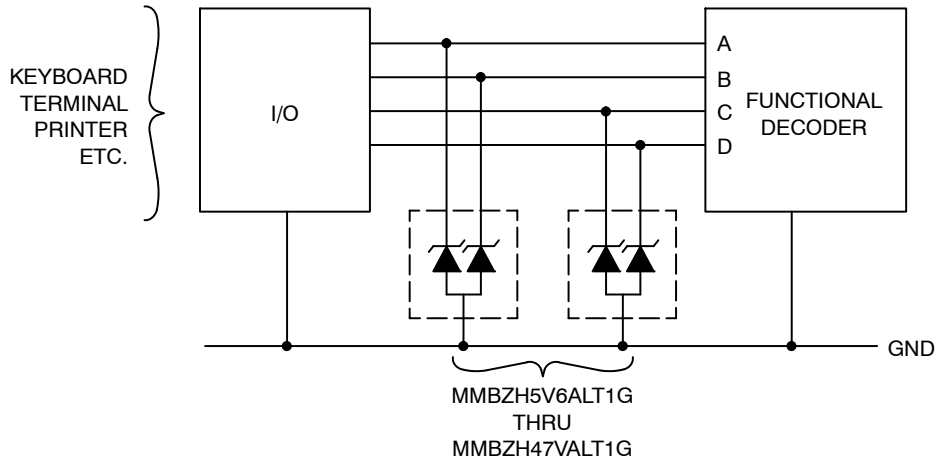 KEYBOARD
TERMINAL
PRINTER
ETC.
I/O
A
B
C
D
FUNCTIONAL
DECODER
GND
MMBZH5V6ALT1G
THRU
MMBZH47VALT1G